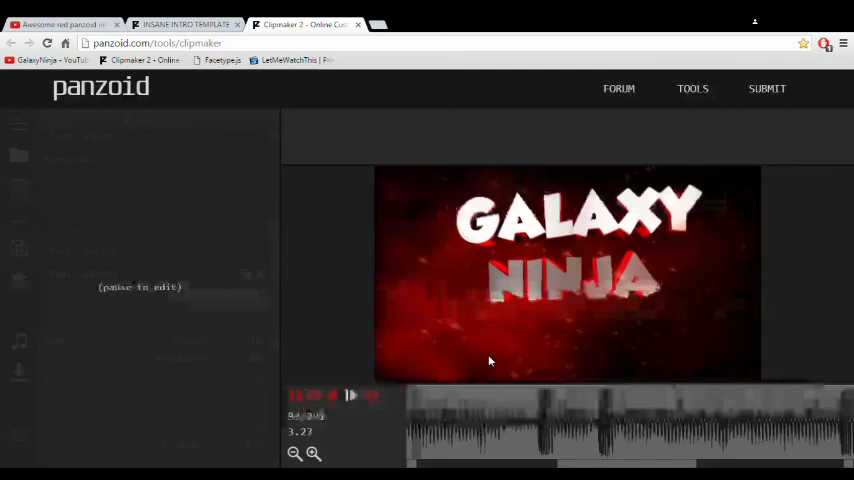 Awesome red panzoid in
INSANE INTRO TEMPLATE
Clipmaker 2 - Online Cust
panzoid.com/tools/clipmaker
GalaxyNinja - YouTub
Clipmaker 2 - Online
Facetype.js
LetMeWatchThis | Pri
panzoid
FORUM
TOOLS
SUBMIT
GALAXY
NINJA
(pause to edit)
3.27